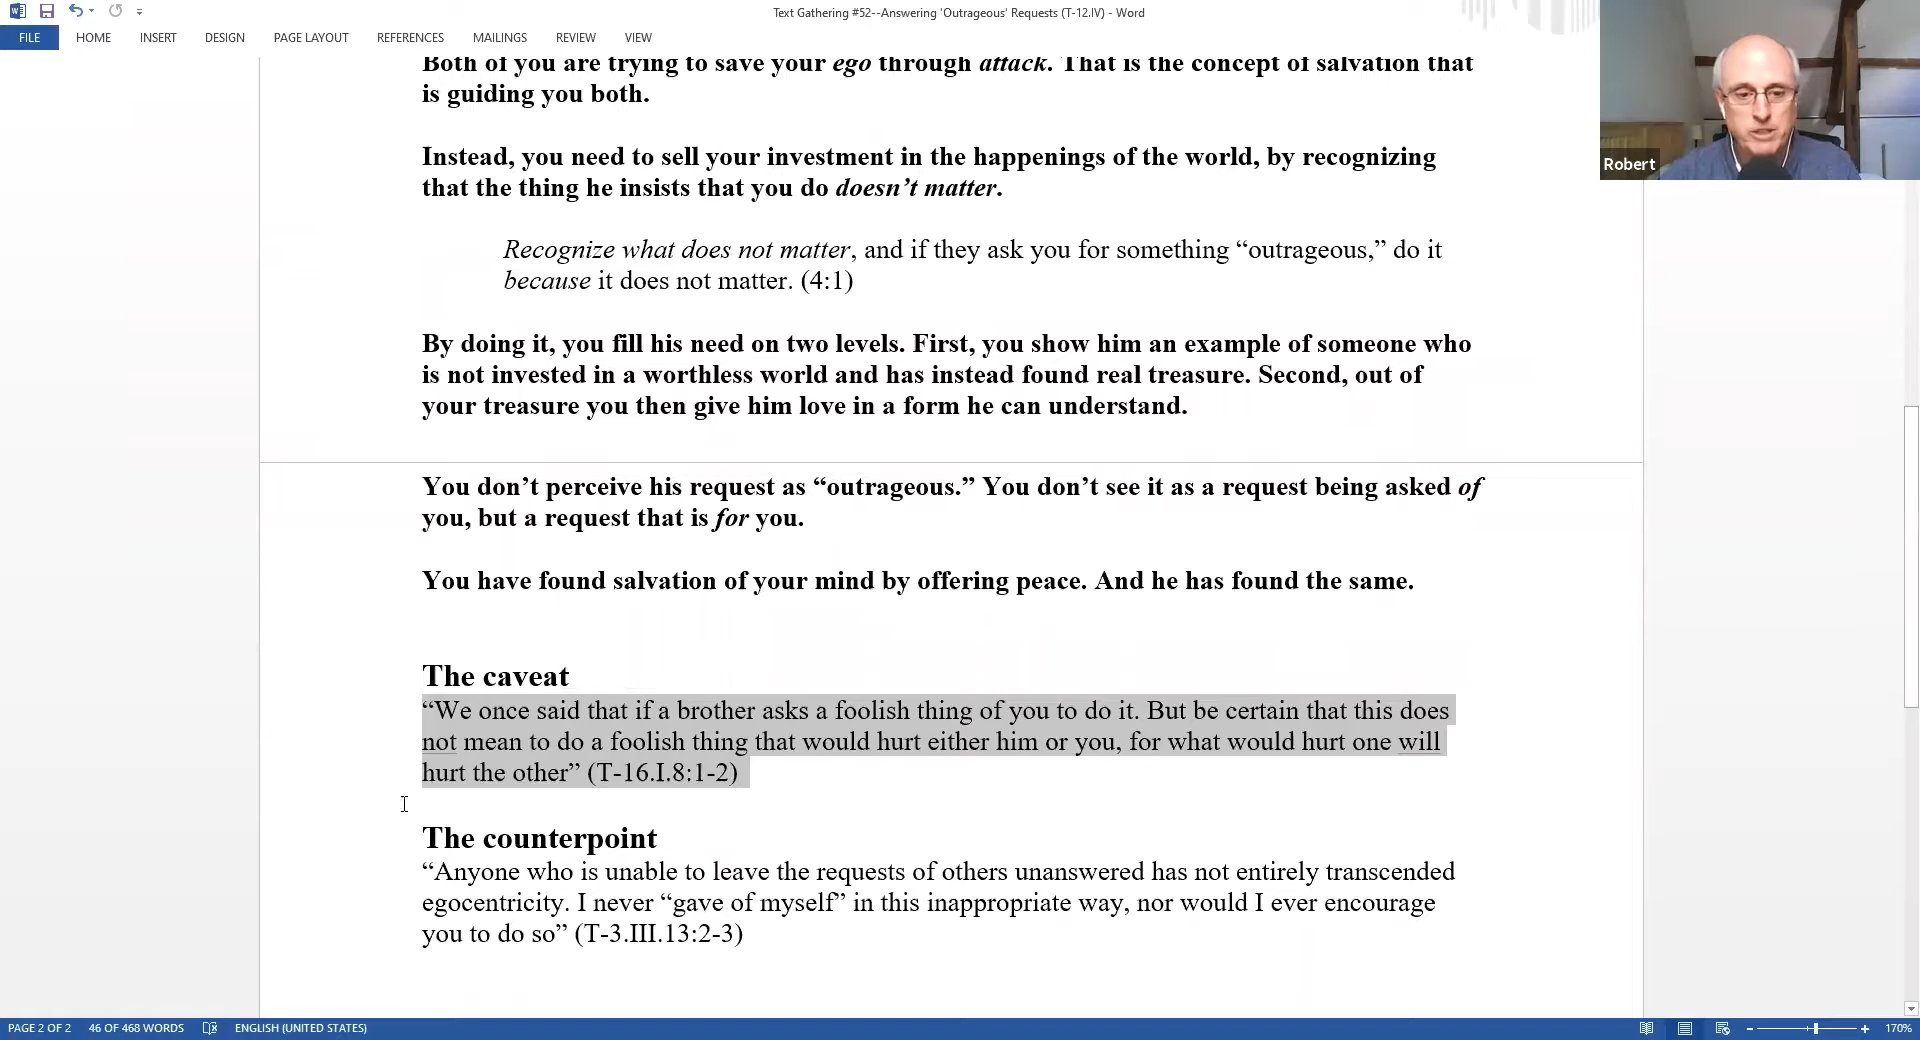 Text Gathering #52--Answering 'Outrageous' Requests (T-12.IV) - Word
FILE HOME INSERT DESIGN PAGE LAYOUT REFERENCES MAILINGS REVIEW VIEW
Both of you are trying to save your ego through attack. That is the concept of salvation that
is guiding you both.
Robert
Instead, you need to sell your investment in the happenings of the world, by recognizing
that the thing he insists that you do doesn’t matter.
Recognize what does not matter, and if they ask you for something “outrageous,” do it
because it does not matter. (4:1)
By doing it, you fill his need on two levels. First, you show him an example of someone who
is not invested in a worthless world and has instead found real treasure. Second, out of
your treasure you then give him love in a form he can understand.
You don’t perceive his request as “outrageous.” You don’t see it as a request being asked of
you, but a request that is for you.
You have found salvation of your mind by offering peace. And he has found the same.
The caveat
“We once said that if a brother asks a foolish thing of you to do it. But be certain that this does
not mean to do a foolish thing that would hurt either him or you, for what would hurt one will
hurt the other” (T-16.I.8:1-2)
The counterpoint
“Anyone who is unable to leave the requests of others unanswered has not entirely transcended
egocentricity. I never “gave of myself” in this inappropriate way, nor would I ever encourage
you to do so” (T-3.III.13:2-3)
PAGE 2 OF 2 46 OF 468 WORDS ENGLISH (UNITED STATES) 170%